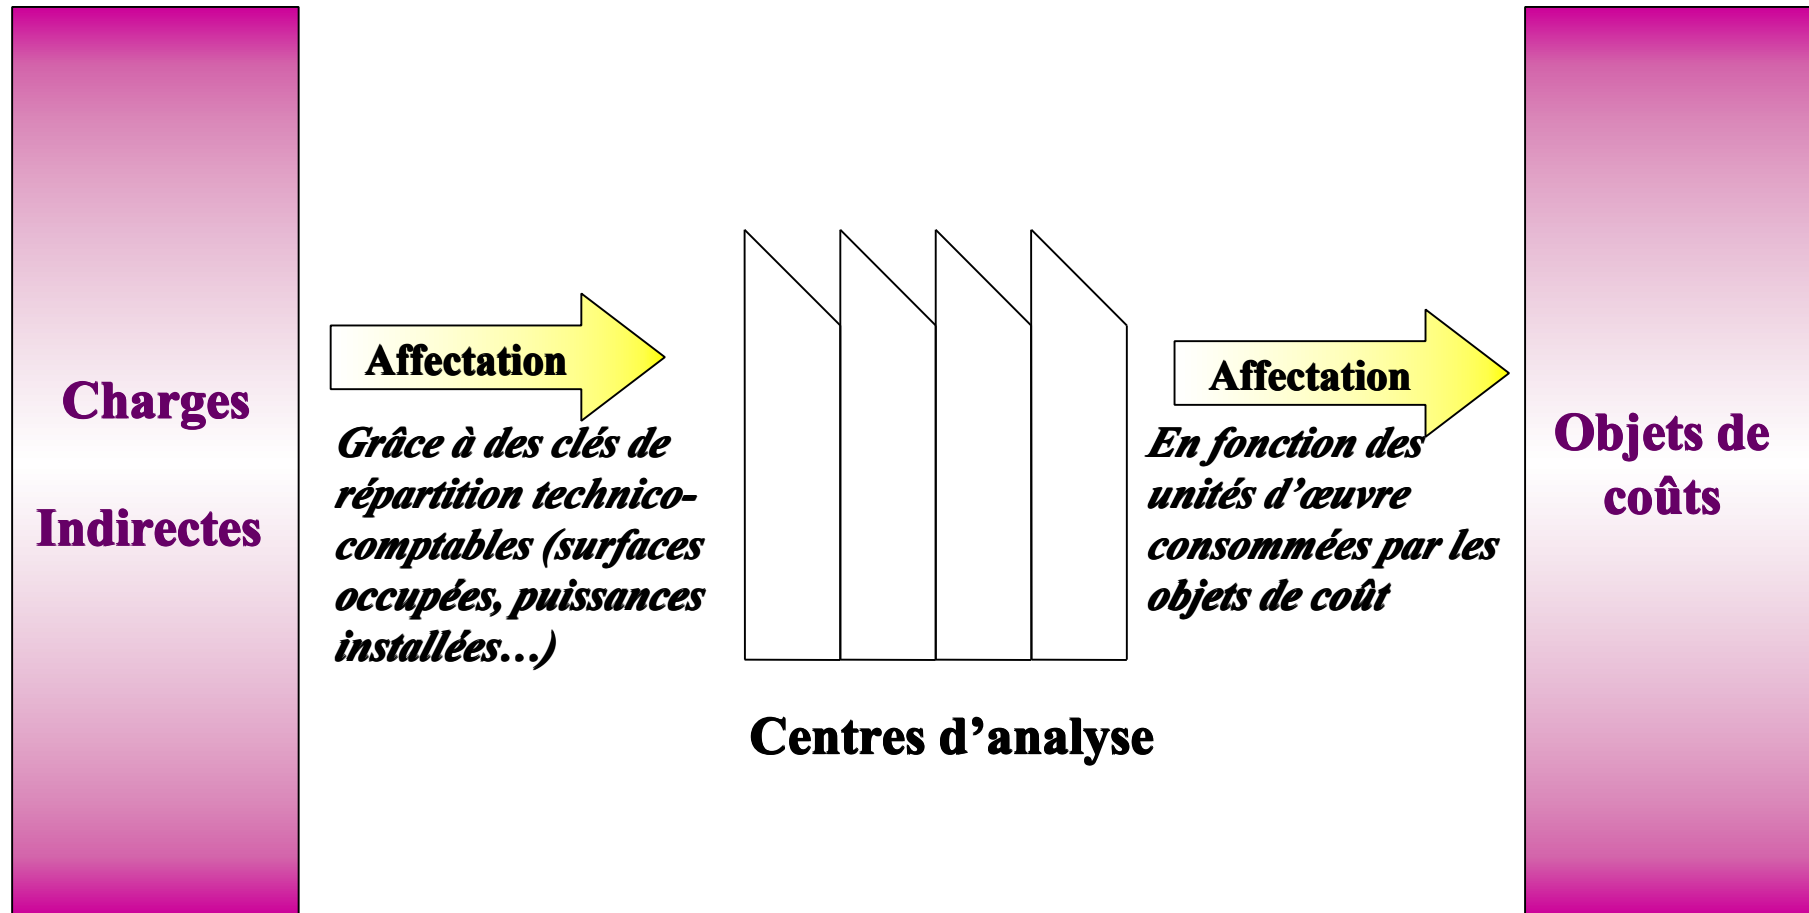 Charges
Indirectes
Affectation
Grâce à des clés de
répartition technico-
comptables (surfaces
occupées, puissances
installées…)
Centres d’analyse
Affectation
En fonction des
unités d’œuvre
consommées par les
objets de coût
Objets de
coûts